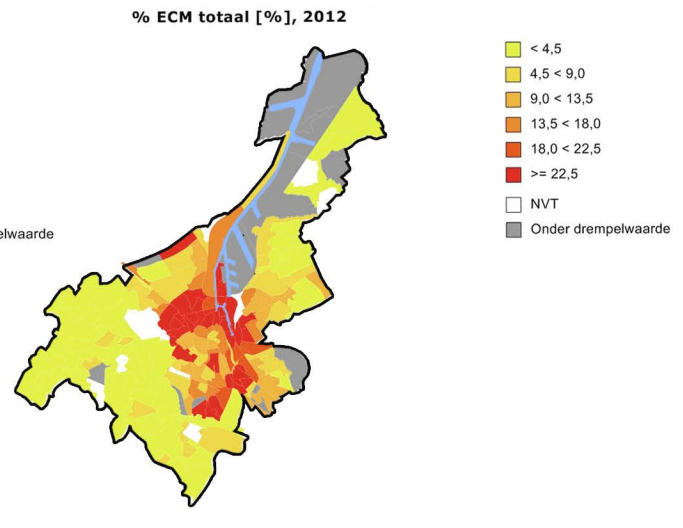 % ECM totaal [%], 2012
< 4,5
4,5 < 9,0
9,0 < 13,5
13,5 < 18,0
18,0 < 22,5
>= 22,5
NVT
Onder drempelwaarde
elwaarde